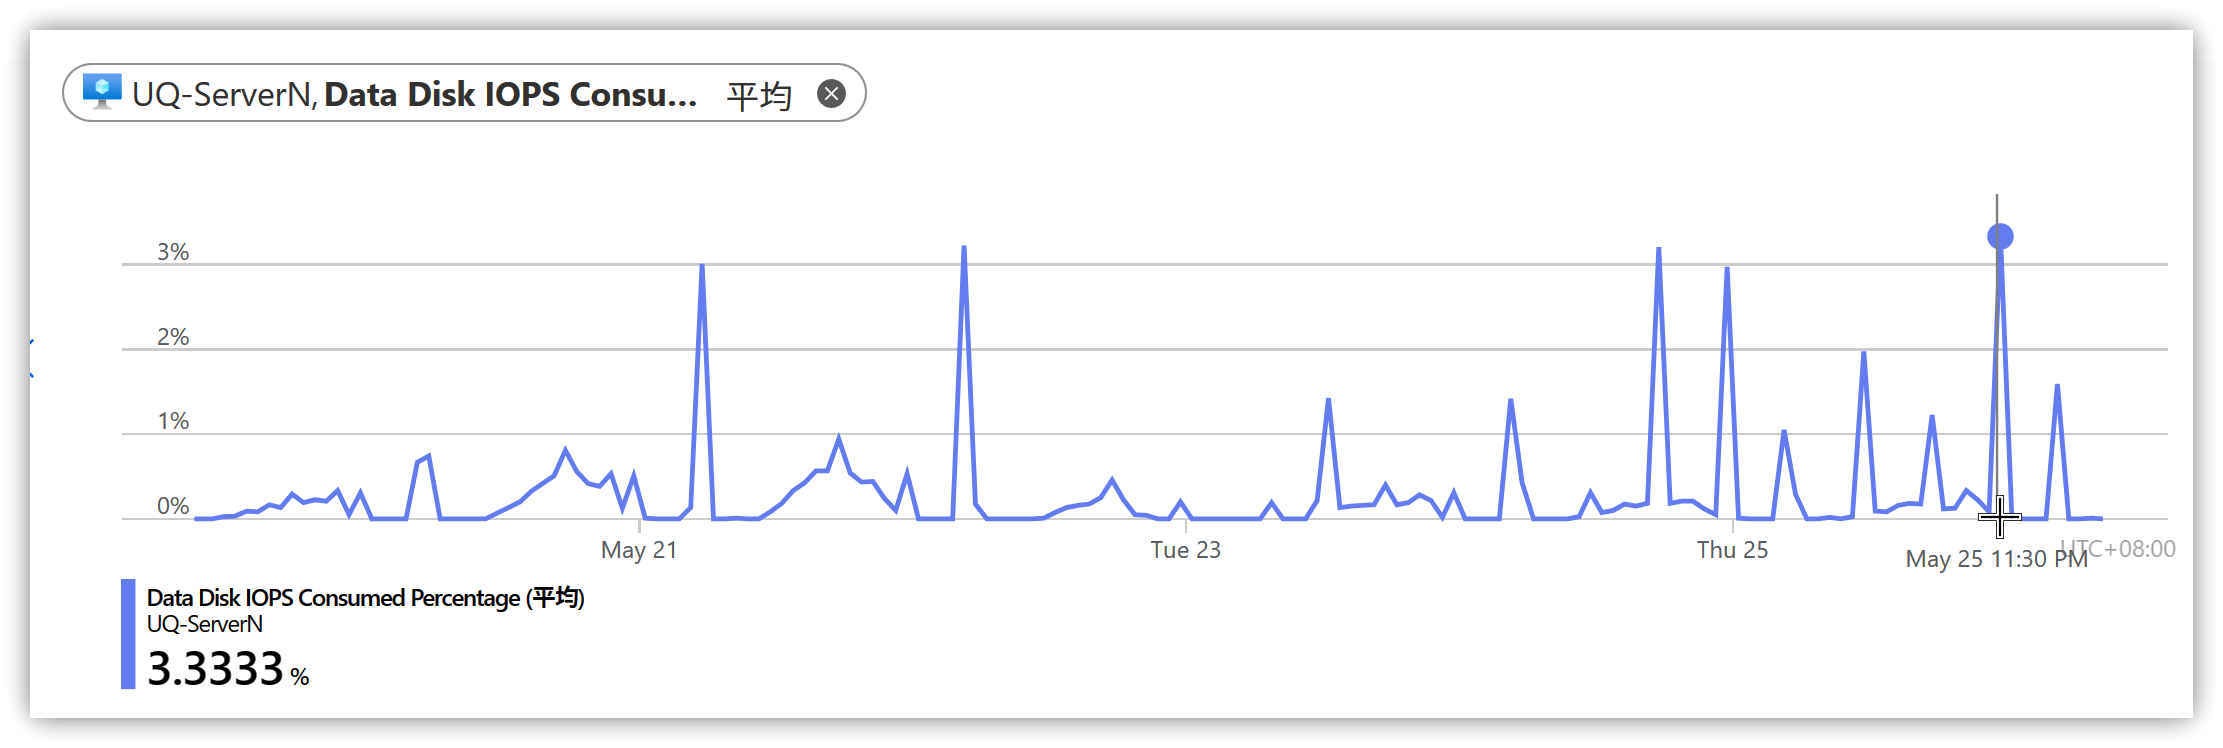 UQ-ServerN, Data Disk IOPS Consu... 平均
3%
2%
1%
0%
May 21
Tue 23
Thu 25
May 25 11:30 PM
UTC+08:00
Data Disk IOPS Consumed Percentage (平均)
UQ-ServerN
3.3333 %